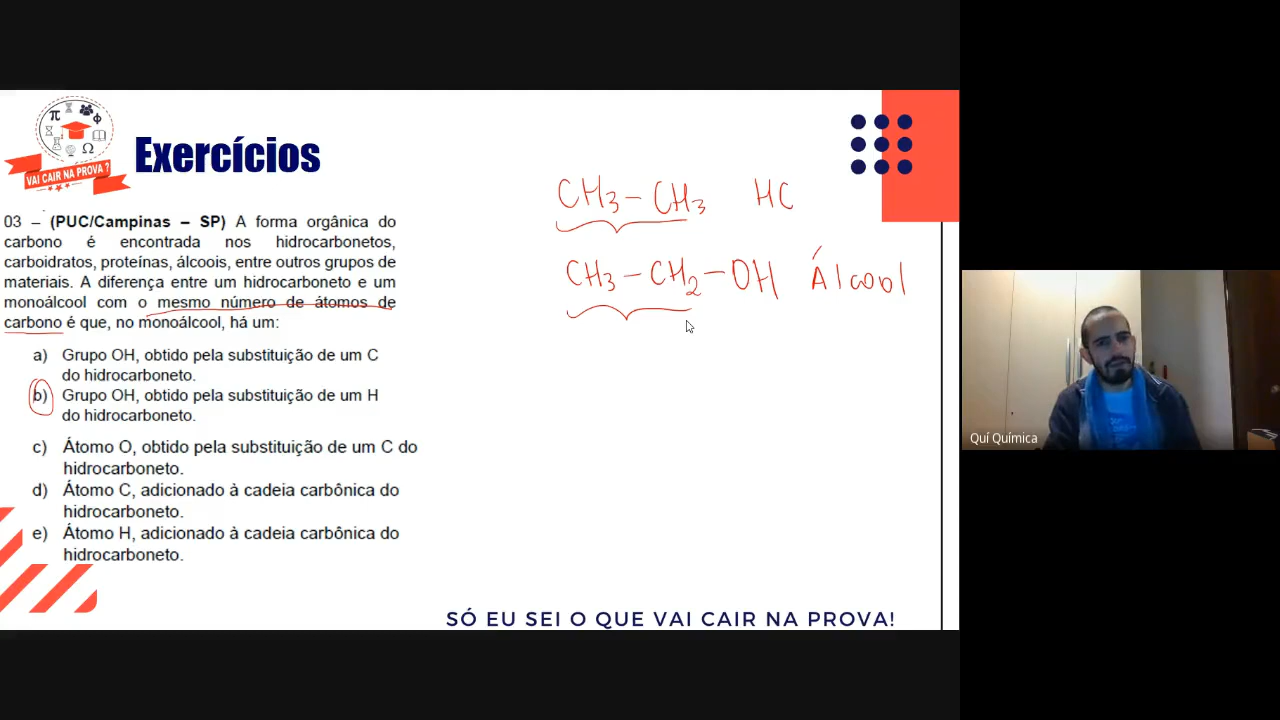 π
Φ
Ω
VAI CAIR NA PROVA ?
Exercícios
03 – (PUC/Campinas – SP) A forma orgânica do
carbono é encontrada nos hidrocarbonetos,
carboidratos, proteínas, álcoois, entre outros grupos de
materiais. A diferença entre um hidrocarboneto e um
monoálcool com o mesmo número de átomos de
carbono é que, no monoálcool, há um:
a) Grupo OH, obtido pela substituição de um C
do hidrocarboneto.
b) Grupo OH, obtido pela substituição de um H
do hidrocarboneto.
c) Átomo O, obtido pela substituição de um C do
hidrocarboneto.
d) Átomo C, adicionado à cadeia carbônica do
hidrocarboneto.
e) Átomo H, adicionado à cadeia carbônica do
hidrocarboneto.
CH3 – CH3 HC
CH3 – CH2 – OH Álcool
SÓ EU SEI O QUE VAI CAIR NA PROVA!
Quí Química